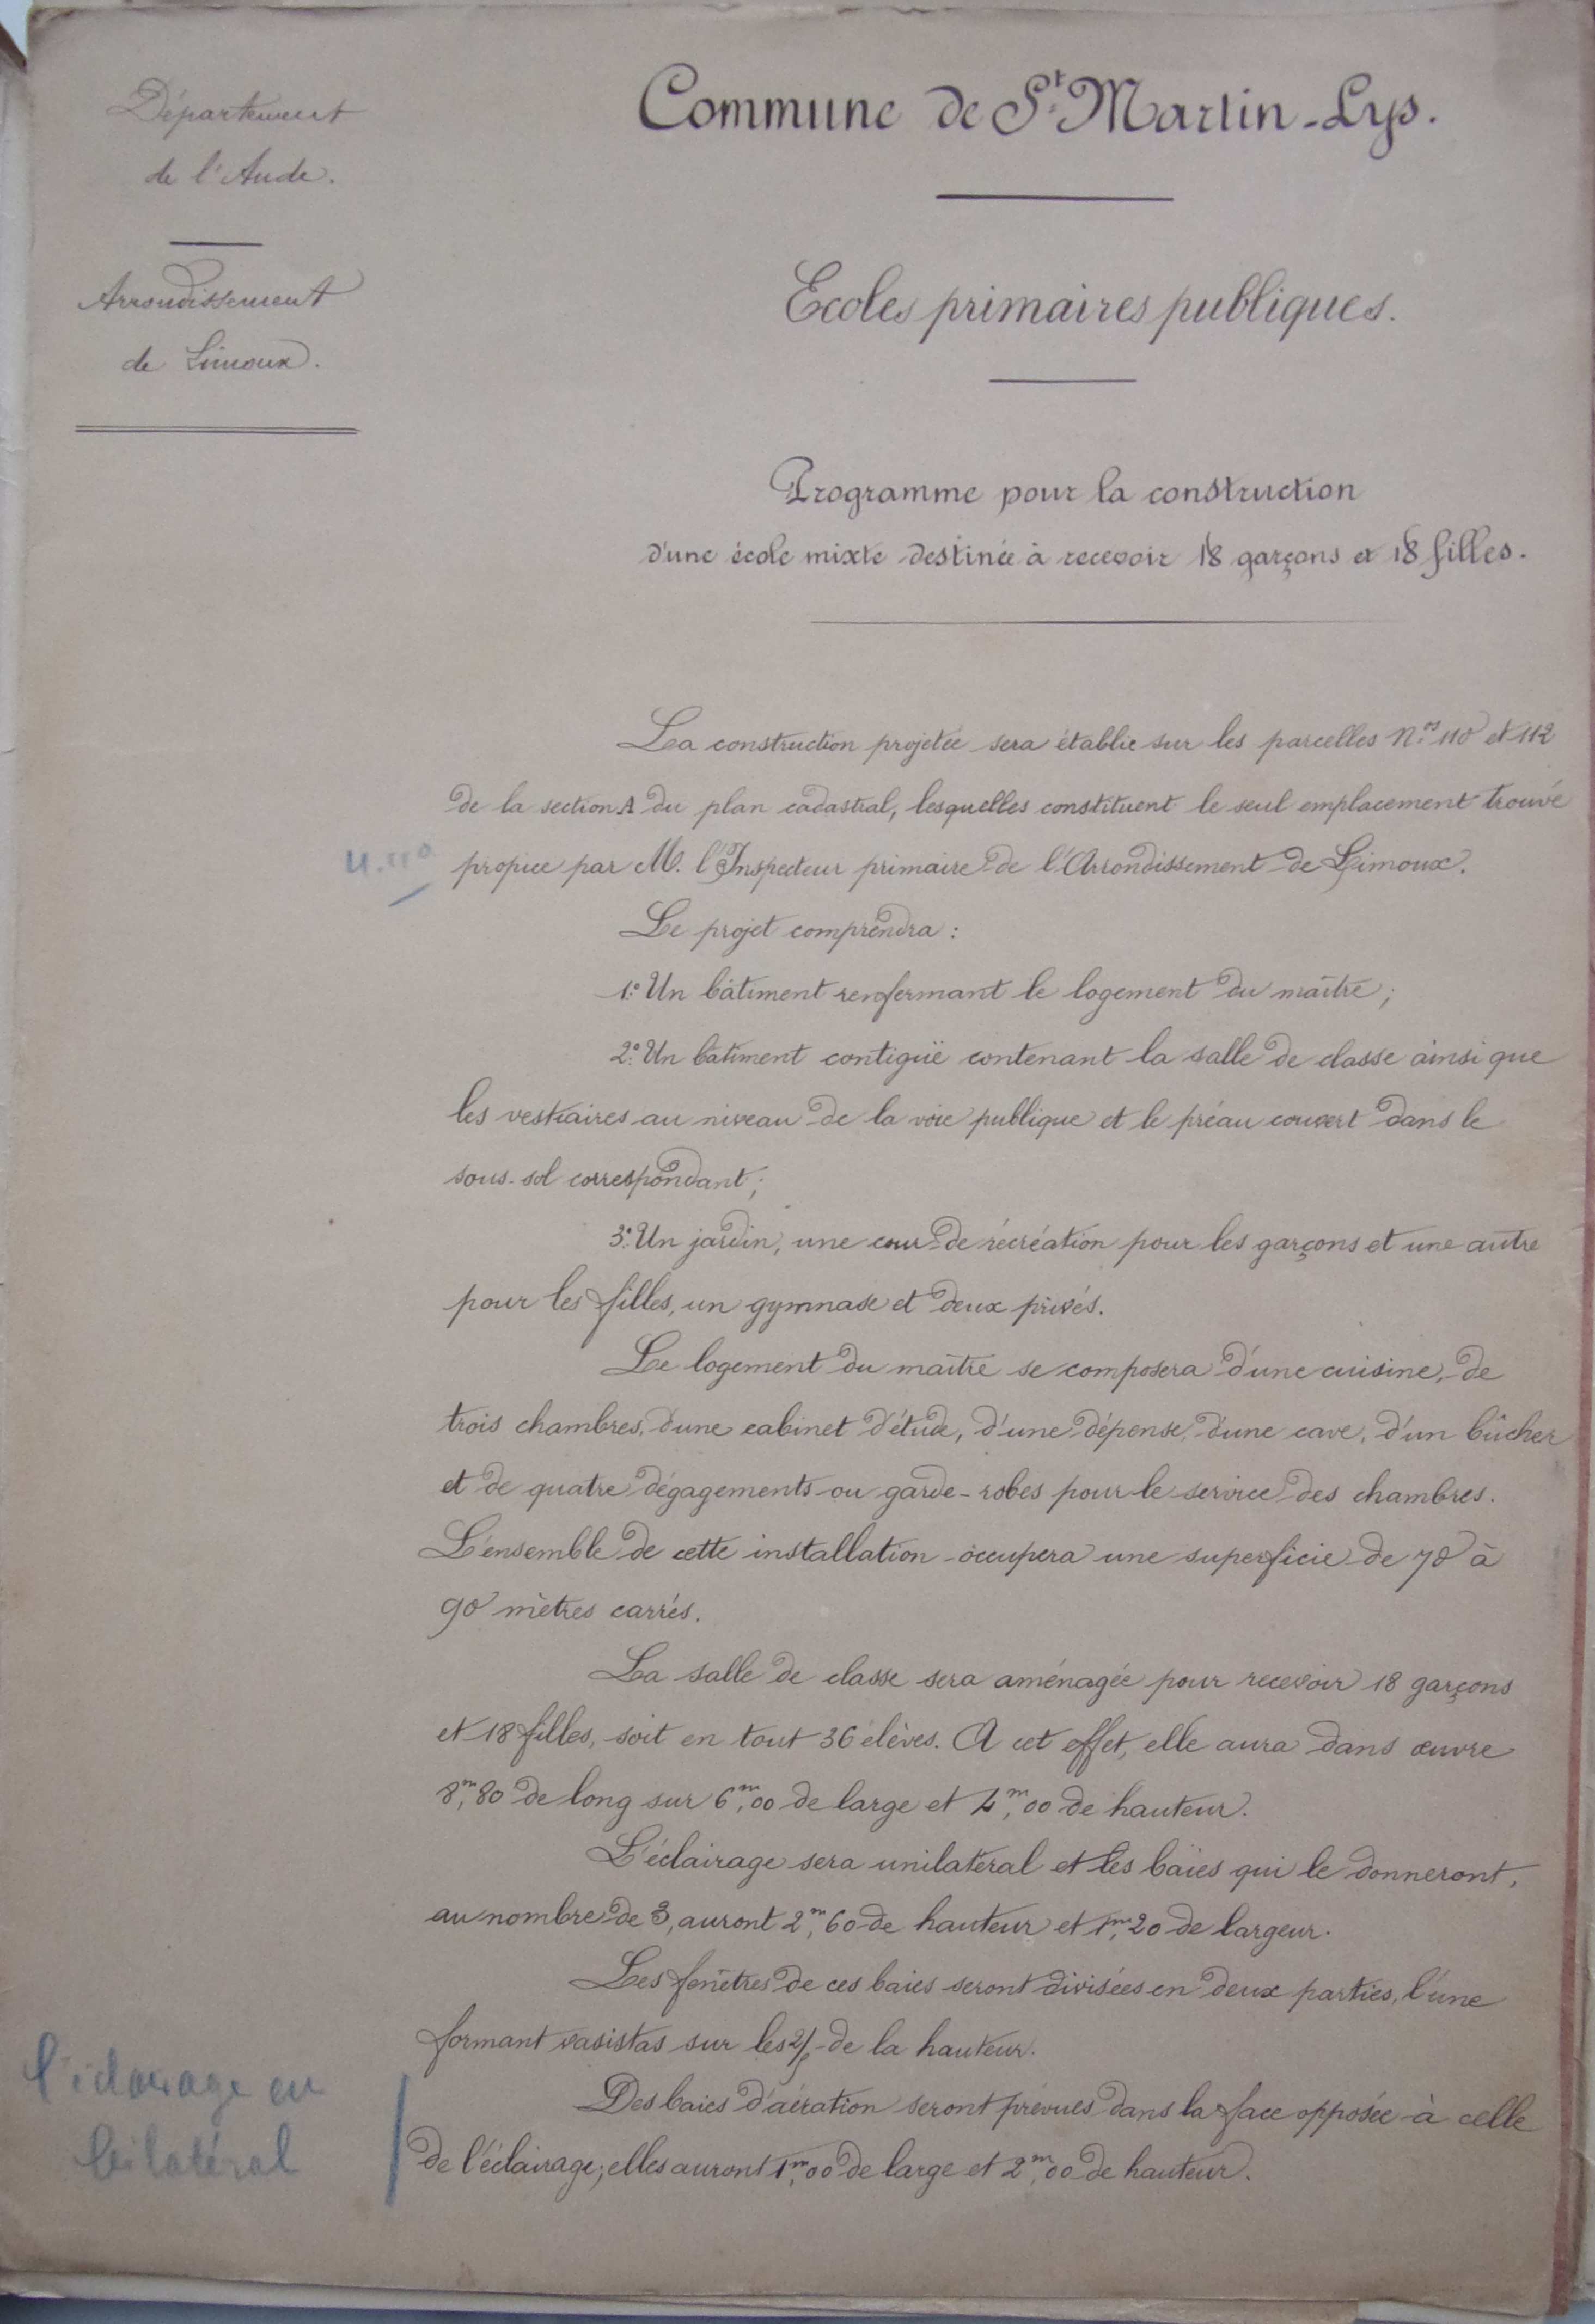 Département
de l'Aude.
Arrondissement
de Limoux.
Commune de St Martin-Lys.
Ecoles primaires publiques.
Programme pour la construction
d'une école mixte destinée à recevoir 18 garçons et 18 filles.
La construction projetée sera établie sur les parcelles Nos 110 et 112
de la section A du plan cadastral, lesquelles constituent le seul emplacement trouvé
propice par M. l'Inspecteur primaire de l'Arrondissement de Limoux.
Le projet comprendra :
1° Un bâtiment renfermant le logement du maître ;
2° Un bâtiment contiguë contenant la salle de classe ainsi que
les vestiaires au niveau de la voie publique et le préau couvert dans le
sous-sol correspondant ;
3° Un jardin, une cour de récréation pour les garçons et une autre
pour les filles, un gymnase et deux privés.
Le logement du maître se composera d'une cuisine, de
trois chambres, d'une cabinet d'étude, d'une dépense, d'une cave, d'un bûcher
et de quatre dégagements ou garde-robes pour le service des chambres.
L'ensemble de cette installation occupera une superficie de 70 à
90 mètres carrés.
La salle de classe sera aménagée pour recevoir 18 garçons
et 18 filles, soit en tout 36 élèves. A cet effet, elle aura dans œuvre
8m,80 de long sur 6m,00 de large et 4m,00 de hauteur.
L'éclairage sera unilatéral et les baies qui le donneront,
au nombre de 3, auront 2m,60 de hauteur et 1m,20 de largeur.
Les fenêtres de ces baies seront divisées en deux parties, l'une
formant vasistas sur les 2/5 de la hauteur.
l'éclairage en
bilatéral
Des baies d'aération seront prévues dans la face opposée à celle
de l'éclairage ; elles auront 1m,00 de large et 2m,00 de hauteur.